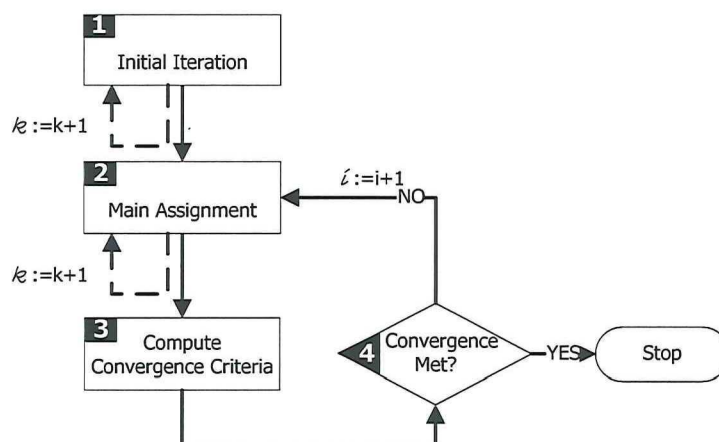 1
Initial Iteration
k :=k+1
2
Main Assignment
i :=i+1
NO
k :=k+1
3
Compute
Convergence Criteria
4
Convergence
Met?
YES
Stop